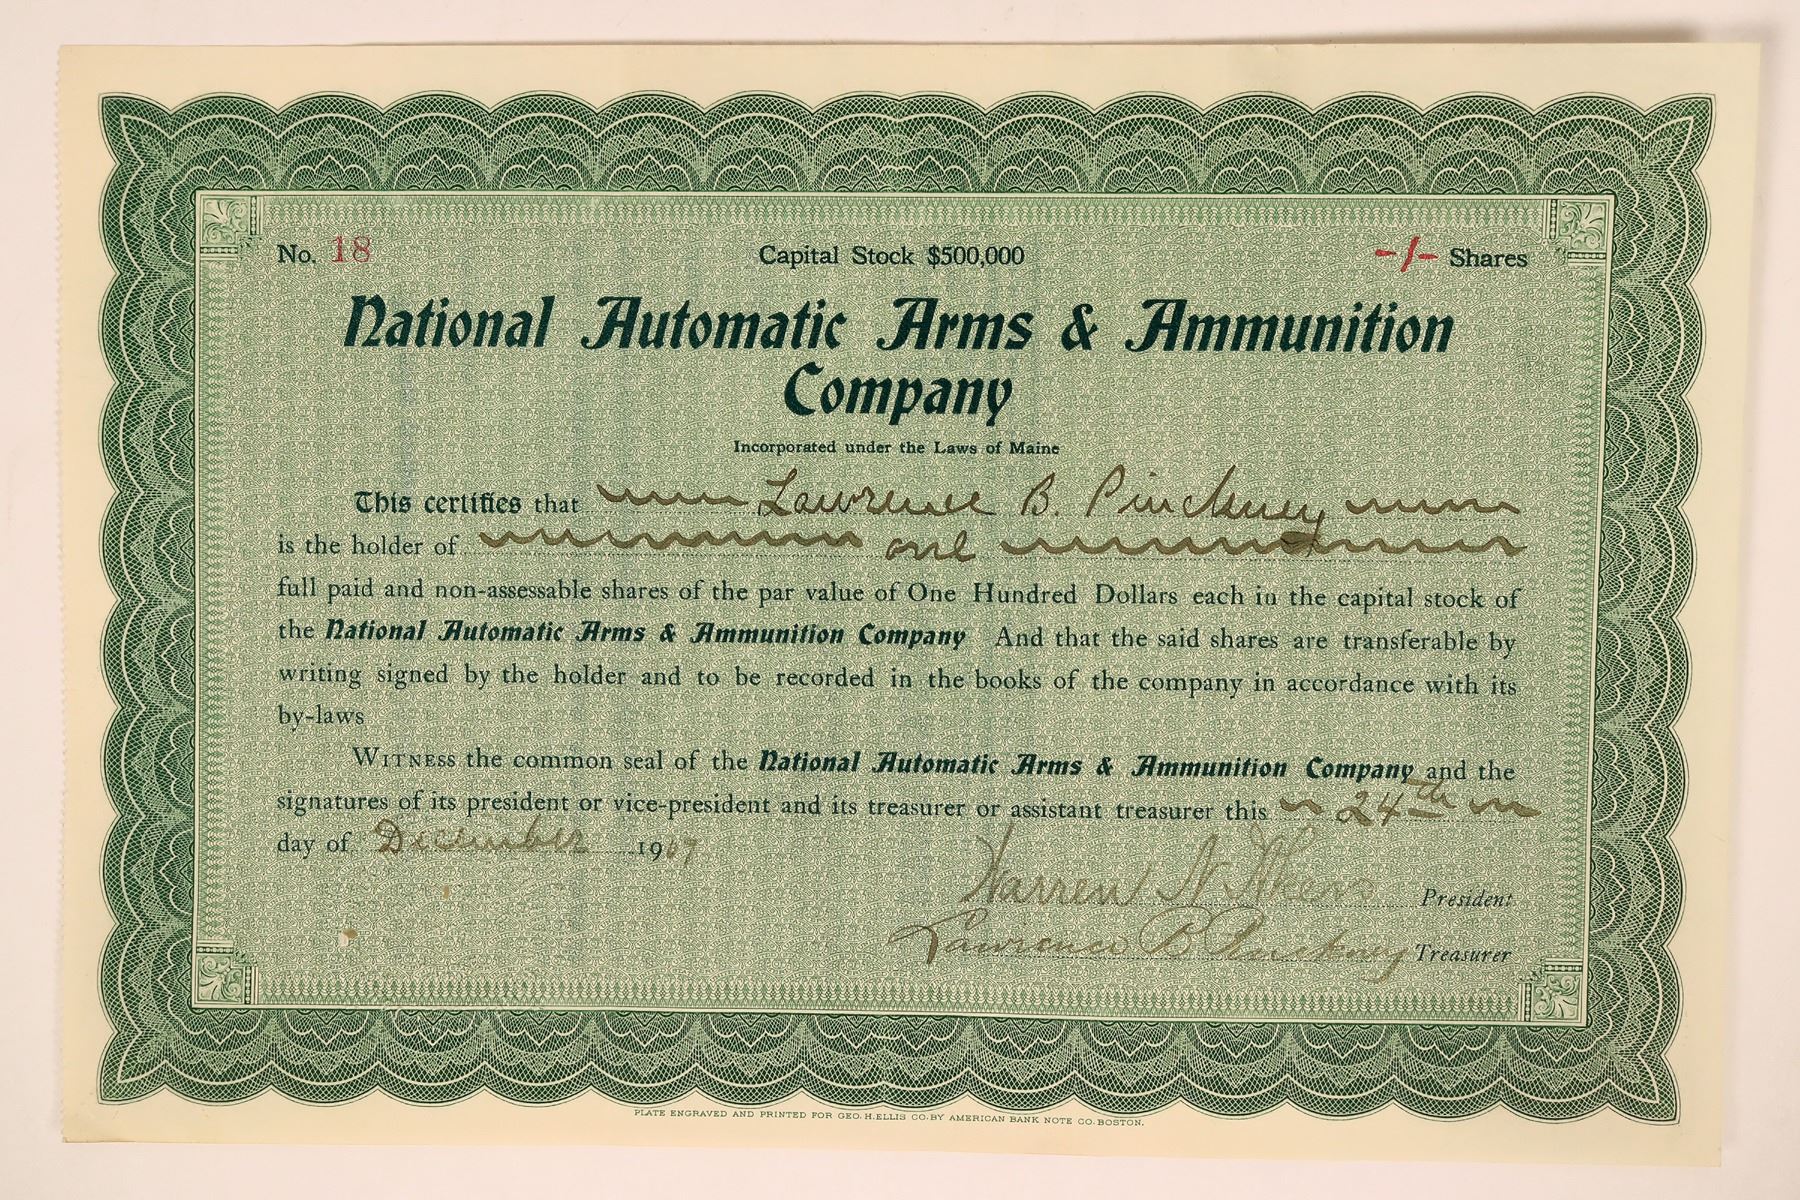 No. 18 Capital Stock $500,000 -1- Shares
National Automatic Arms & Ammunition
Company
Incorporated under the Laws of Maine
This certifies that Lawrence B. Pinckney
is the holder of one
full paid and non-assessable shares of the par value of One Hundred Dollars each in the capital stock of
the National Automatic Arms & Ammunition Company And that the said shares are transferable by
writing signed by the holder and to be recorded in the books of the company in accordance with its
by-laws
WITNESS the common seal of the National Automatic Arms & Ammunition Company and the
signatures of its president or vice-president and its treasurer or assistant treasurer this 24th
day of December 1907
Warren N. President
Lawrence B Pinckney Treasurer
PLATE ENGRAVED AND PRINTED FOR GEO. H. ELLIS CO. BY AMERICAN BANK NOTE CO. BOSTON.